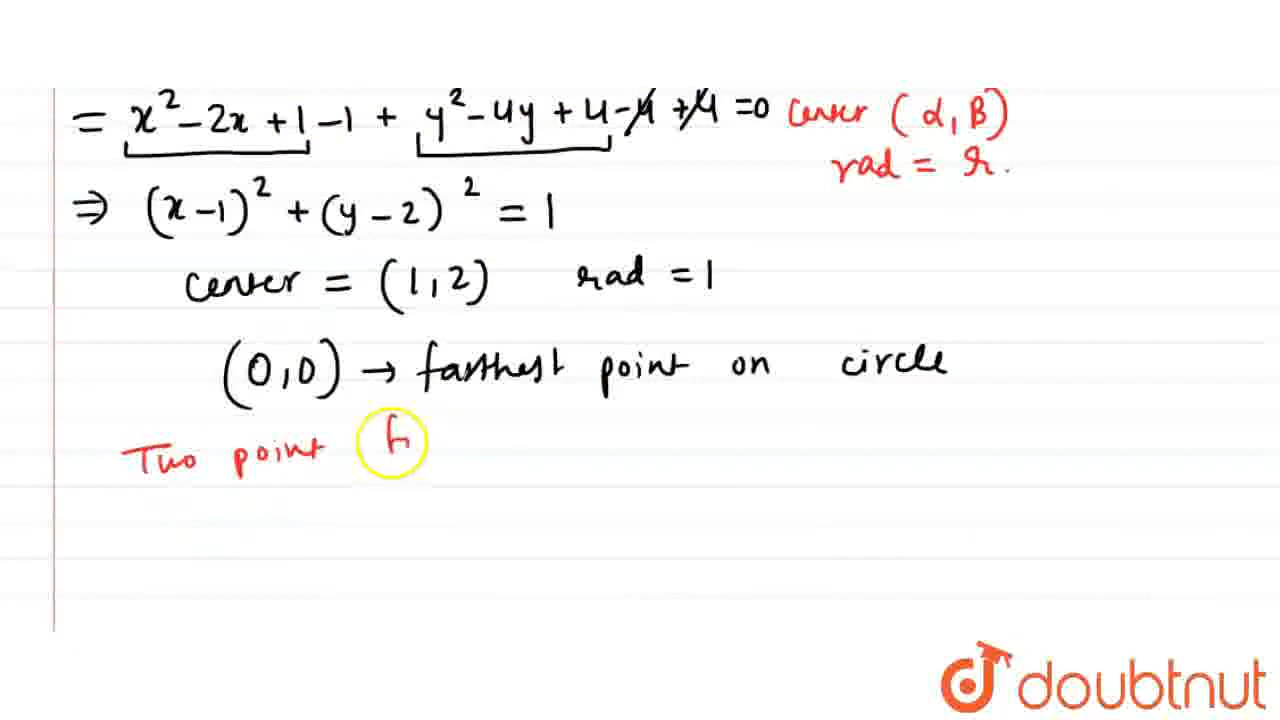 = x² - 2x + 1 - 1 + y² - 4y + 4 - 4 + 4 = 0 center (α, β)
rad = r.
⇒ (x - 1)² + (y - 2)² = 1
center = (1, 2) rad = 1
(0, 0) → farthest point on circle
Two point
doubtnut